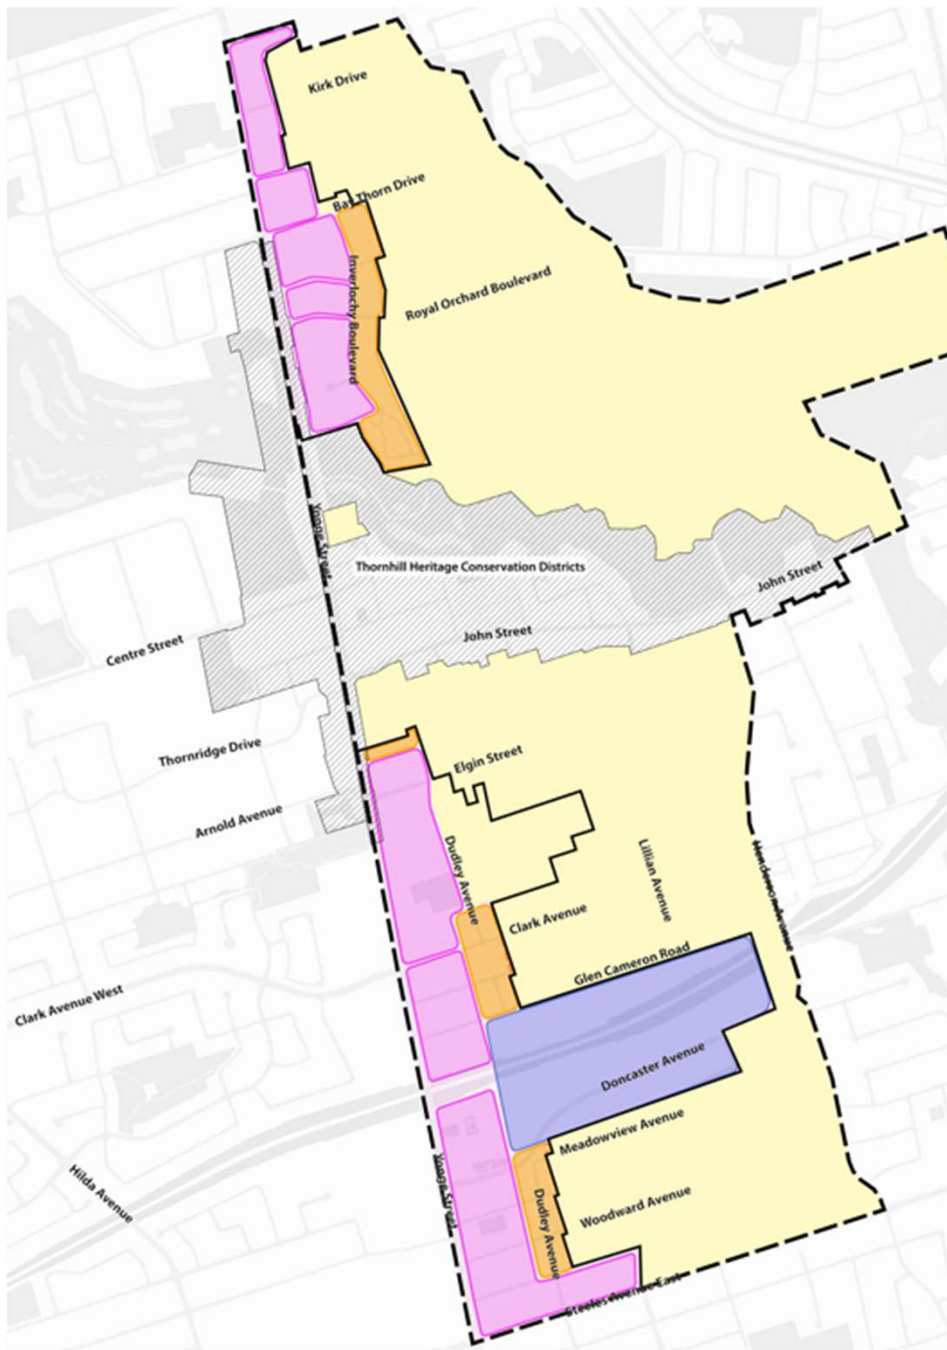 Kirk Drive
Bay Thorn Drive
Inverlochy Boulevard
Royal Orchard Boulevard
Yonge Street
Thornhill Heritage Conservation Districts
John Street
John Street
Centre Street
Thornridge Drive
Elgin Street
Arnold Avenue
Dudley Avenue
Lillian Avenue
Henderson Avenue
Clark Avenue
Glen Cameron Road
Clark Avenue West
Doncaster Avenue
Meadowview Avenue
Hilda Avenue
Yonge Street
Dudley Avenue
Woodward Avenue
Steeles Avenue East